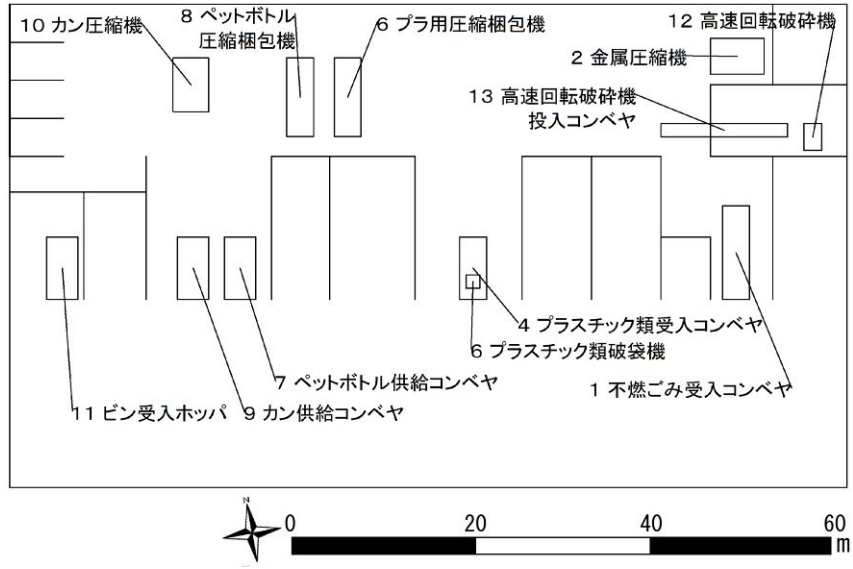 10 カン圧縮機
8 ペットボトル
圧縮梱包機
6 プラ用圧縮梱包機
12 高速回転破砕機
2 金属圧縮機
13 高速回転破砕機
投入コンベヤ
4 プラスチック類受入コンベヤ
6 プラスチック類破袋機
7 ペットボトル供給コンベヤ
1 不燃ごみ受入コンベヤ
11 ビン受入ホッパ
9 カン供給コンベヤ
N
0 20 40 60
m